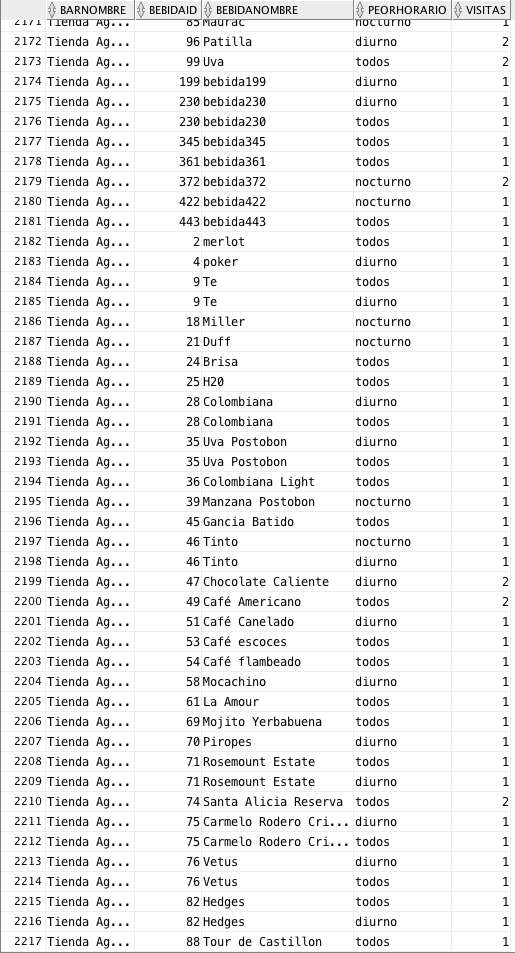 BARNOMBRE BEBIDAID BEBIDANOMBRE PEORHORARIO VISITAS
2171 Tienda Ag... 85 Maurac nocturno 1
2172 Tienda Ag... 96 Patilla diurno 2
2173 Tienda Ag... 99 Uva todos 2
2174 Tienda Ag... 199 bebida199 diurno 1
2175 Tienda Ag... 230 bebida230 diurno 1
2176 Tienda Ag... 230 bebida230 todos 1
2177 Tienda Ag... 345 bebida345 todos 1
2178 Tienda Ag... 361 bebida361 todos 1
2179 Tienda Ag... 372 bebida372 nocturno 2
2180 Tienda Ag... 422 bebida422 nocturno 1
2181 Tienda Ag... 443 bebida443 todos 1
2182 Tienda Ag... 2 merlot todos 1
2183 Tienda Ag... 4 poker diurno 1
2184 Tienda Ag... 9 Te todos 1
2185 Tienda Ag... 9 Te diurno 1
2186 Tienda Ag... 18 Miller nocturno 1
2187 Tienda Ag... 21 Duff nocturno 1
2188 Tienda Ag... 24 Brisa todos 1
2189 Tienda Ag... 25 H20 todos 1
2190 Tienda Ag... 28 Colombiana diurno 1
2191 Tienda Ag... 28 Colombiana todos 1
2192 Tienda Ag... 35 Uva Postobon diurno 1
2193 Tienda Ag... 35 Uva Postobon todos 1
2194 Tienda Ag... 36 Colombiana Light todos 1
2195 Tienda Ag... 39 Manzana Postobon nocturno 1
2196 Tienda Ag... 45 Gancia Batido todos 1
2197 Tienda Ag... 46 Tinto nocturno 1
2198 Tienda Ag... 46 Tinto diurno 1
2199 Tienda Ag... 47 Chocolate Caliente diurno 2
2200 Tienda Ag... 49 Café Americano todos 2
2201 Tienda Ag... 51 Café Canelado diurno 1
2202 Tienda Ag... 53 Café escoces todos 1
2203 Tienda Ag... 54 Café flambeado todos 1
2204 Tienda Ag... 58 Mocachino diurno 1
2205 Tienda Ag... 61 La Amour todos 1
2206 Tienda Ag... 69 Mojito Yerbabuena todos 1
2207 Tienda Ag... 70 Piropes diurno 1
2208 Tienda Ag... 71 Rosemount Estate todos 1
2209 Tienda Ag... 71 Rosemount Estate diurno 1
2210 Tienda Ag... 74 Santa Alicia Reserva todos 2
2211 Tienda Ag... 75 Carmelo Rodero Cri... diurno 1
2212 Tienda Ag... 75 Carmelo Rodero Cri... todos 1
2213 Tienda Ag... 76 Vetus diurno 1
2214 Tienda Ag... 76 Vetus todos 1
2215 Tienda Ag... 82 Hedges todos 1
2216 Tienda Ag... 82 Hedges diurno 1
2217 Tienda Ag... 88 Tour de Castillon todos 1